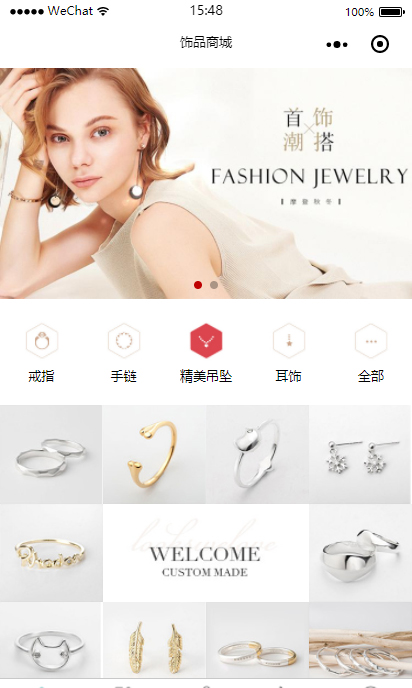 WeChat 15:48 100%
饰品商城
首饰
潮搭
FASHION JEWELRY
摩登秋冬
戒指 手链 精美吊坠 耳饰 全部
WELCOME
CUSTOM MADE